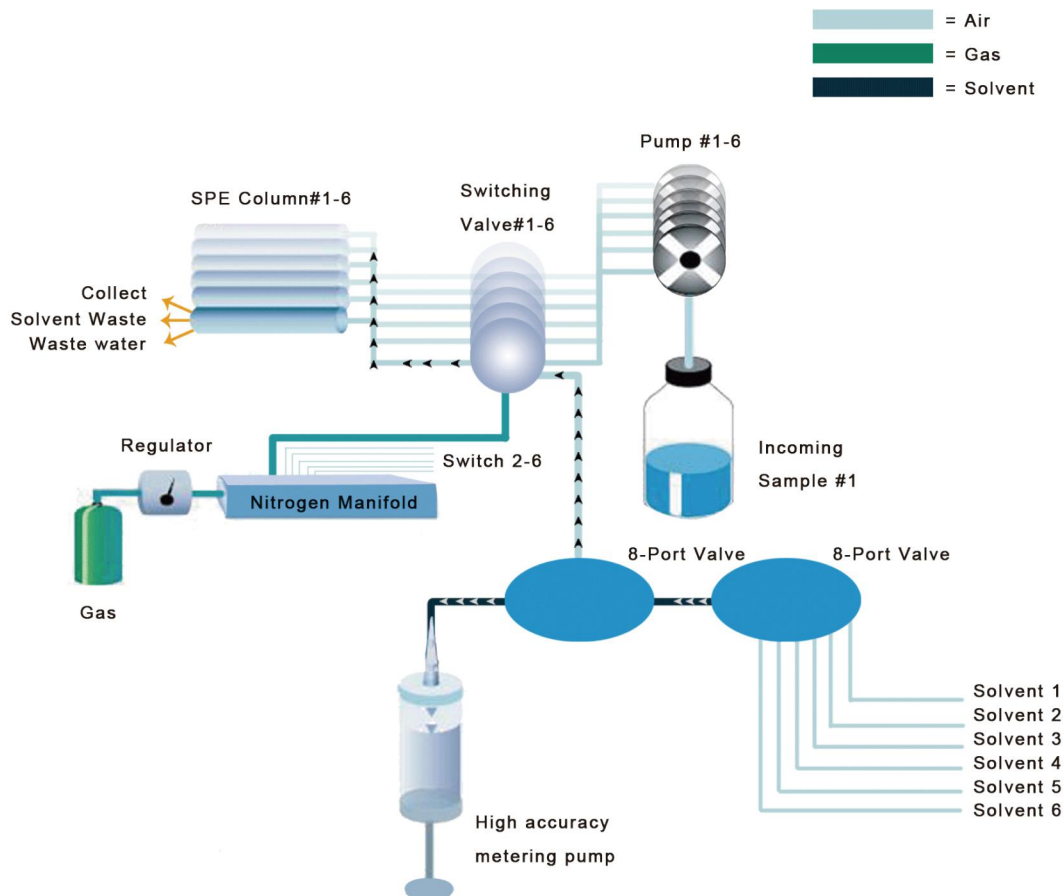 = Air
= Gas
= Solvent
Pump #1-6
SPE Column#1-6
Switching
Valve#1-6
Collect
Solvent Waste
Waste water
Regulator
Switch 2-6
Nitrogen Manifold
Gas
Incoming
Sample #1
8-Port Valve
8-Port Valve
Solvent 1
Solvent 2
Solvent 3
Solvent 4
Solvent 5
Solvent 6
High accuracy
metering pump